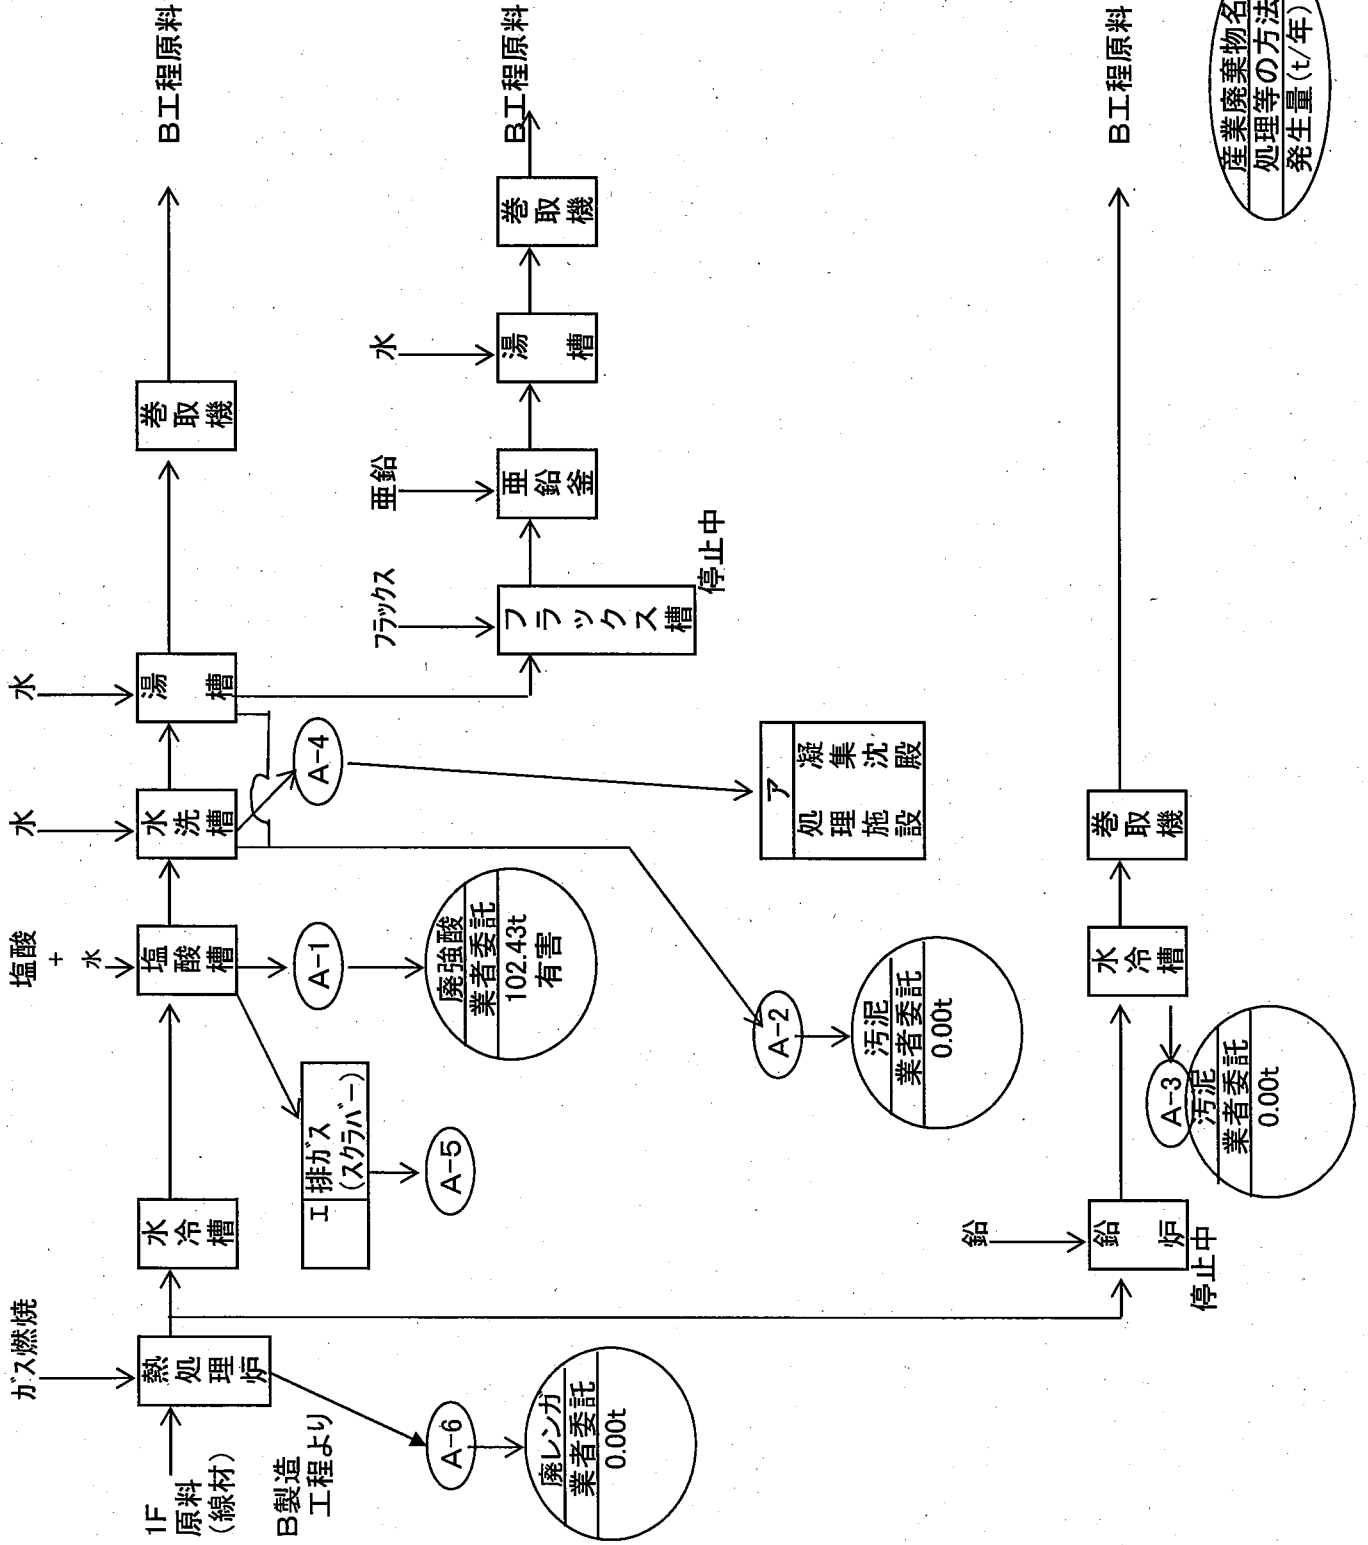 ガス燃焼
1F
原料
(線材)
B製造
工程より
熱
処
理
炉
A-6
廃レンガ
業者委託
0.00t
水
冷
槽
エ
排ガス
(スクラバー)
A-5
塩酸
+
水
塩
酸
槽
A-1
廃強酸
業者委託
102.43t
有害
水
水
洗
槽
A-4
ア
凝集沈殿
処理施設
A-2
汚泥
業者委託
0.00t
水
湯
槽
巻
取
機
B工程原料
フラックス
フ
ラ
ッ
ク
ス
槽
停止中
亜鉛
亜
鉛
釜
水
湯
槽
巻
取
機
B工程原料
鉛
鉛
炉
停止中
水
冷
槽
A-3
汚泥
業者委託
0.00t
巻
取
機
B工程原料
産業廃棄物名
処理等の方法
発生量(t/年)